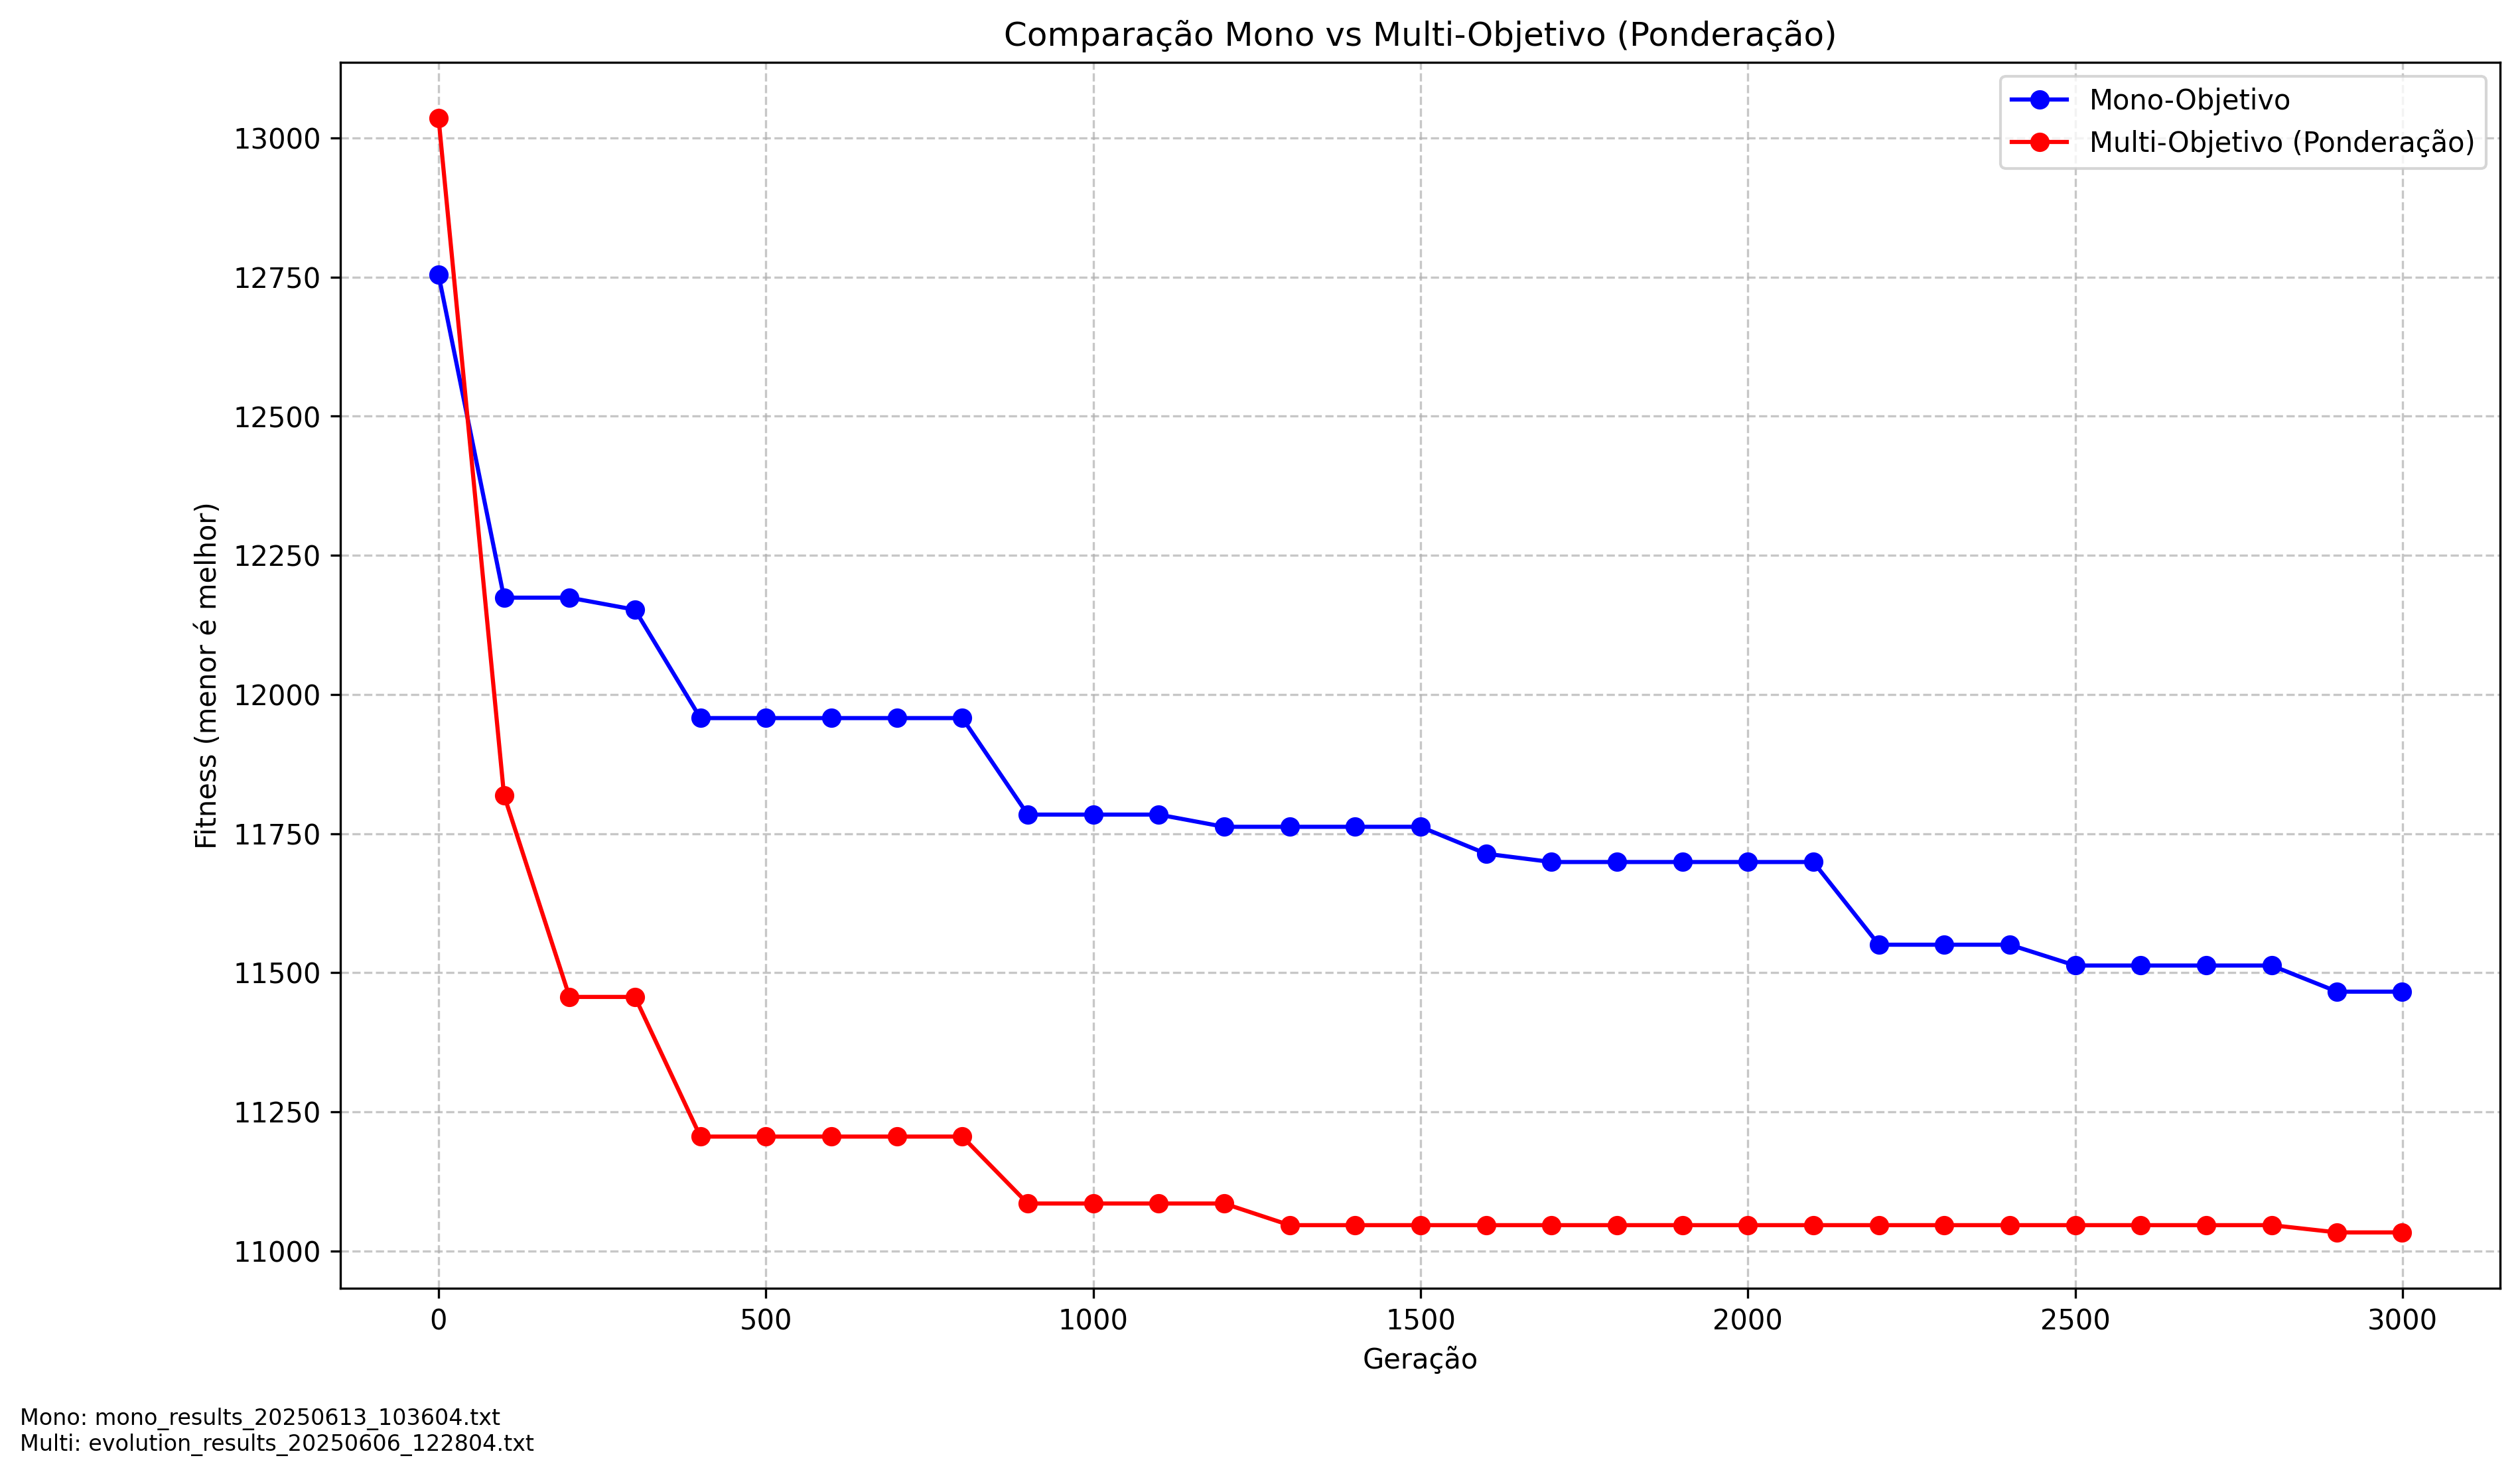 Comparação Mono vs Multi-Objetivo (Ponderação)
Mono-Objetivo
Multi-Objetivo (Ponderação)
Fitness (menor é melhor)
13000
12750
12500
12250
12000
11750
11500
11250
11000
0 500 1000 1500 2000 2500 3000
Geração
Mono: mono_results_20250613_103604.txt
Multi: evolution_results_20250606_122804.txt